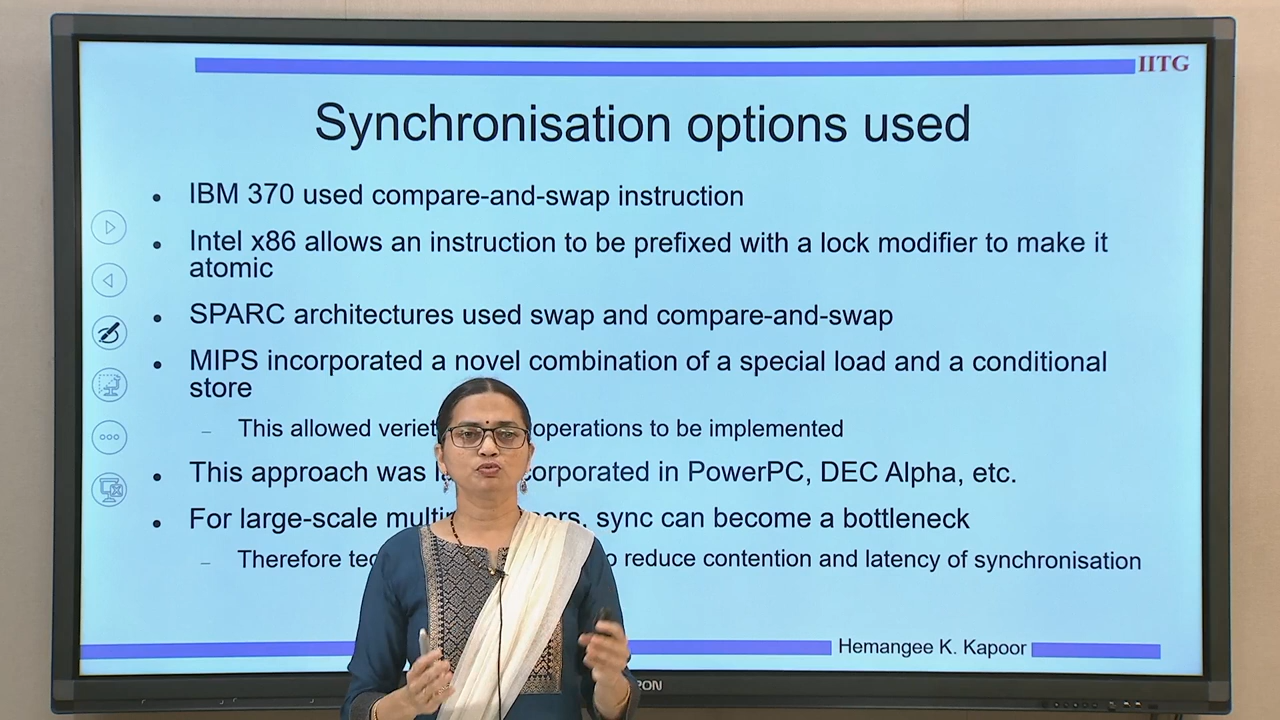 IITG
Synchronisation options used
• IBM 370 used compare-and-swap instruction
• Intel x86 allows an instruction to be prefixed with a lock modifier to make it
atomic
• SPARC architectures used swap and compare-and-swap
• MIPS incorporated a novel combination of a special load and a conditional
store
– This allowed operations to be implemented
• This approach was in PowerPC, DEC Alpha, etc.
• For large-scale sync can become a bottleneck
– Therefore reduce contention and latency of synchronisation
Hemangee K. Kapoor